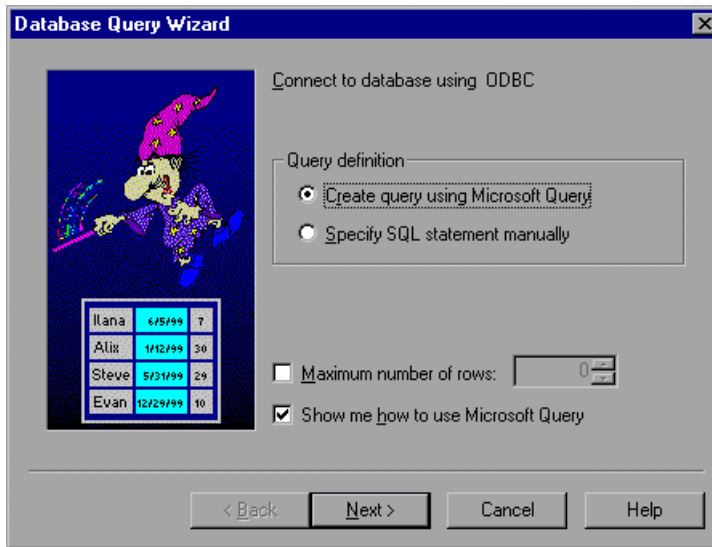 Database Query Wizard
Connect to database using ODBC
Query definition
Create query using Microsoft Query
Specify SQL statement manually
Ilana 6/5/99 7
Alix 1/12/99 30
Steve 5/31/99 29
Evan 12/29/99 10
Maximum number of rows: 0
Show me how to use Microsoft Query
< Back Next > Cancel Help